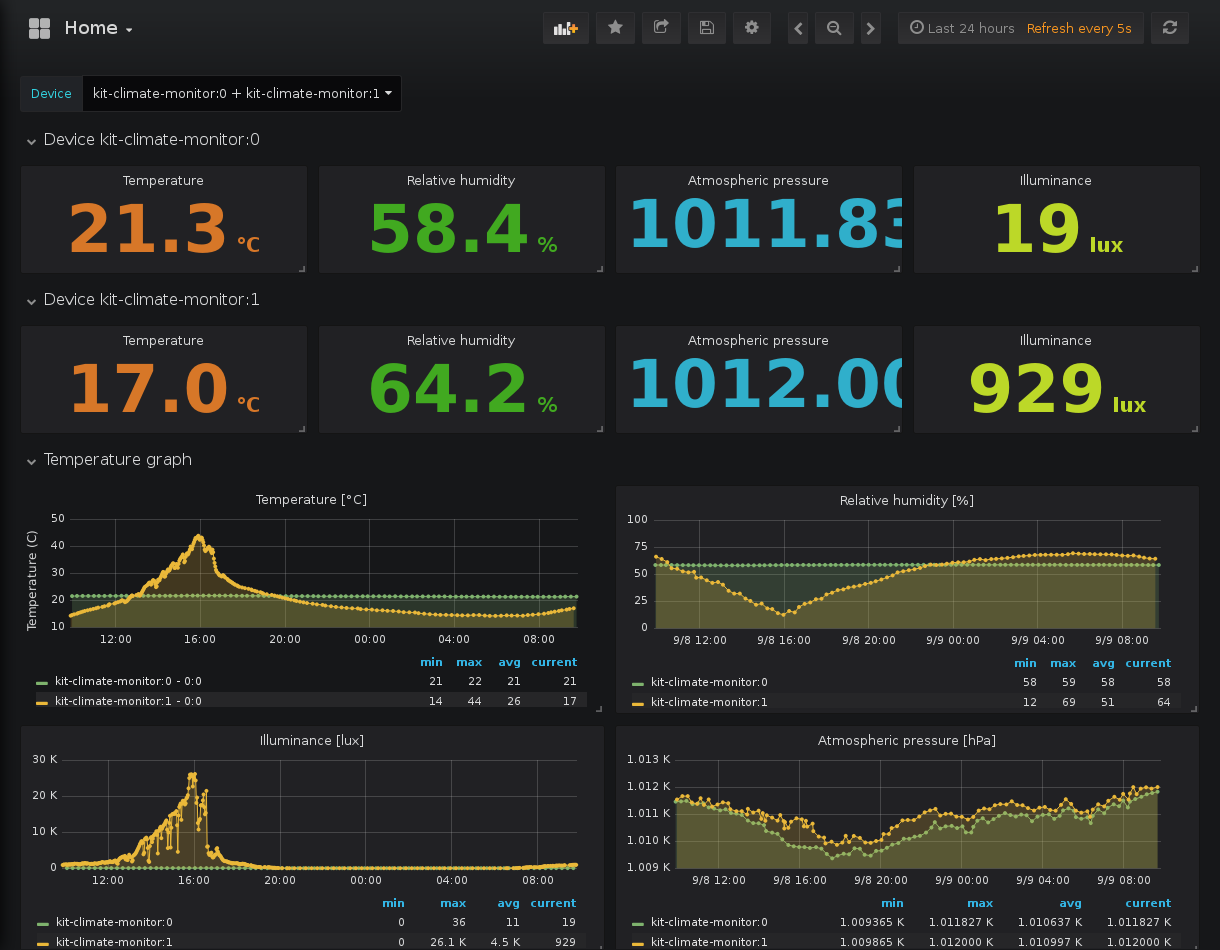 Home
Last 24 hours Refresh every 5s
Device kit-climate-monitor:0 + kit-climate-monitor:1
Device kit-climate-monitor:0
Temperature Relative humidity Atmospheric pressure Illuminance
21.3 °C 58.4 % 1011.83 19 lux
Device kit-climate-monitor:1
Temperature Relative humidity Atmospheric pressure Illuminance
17.0 °C 64.2 % 1012.00 929 lux
Temperature graph
Temperature [°C]
Temperature (C)
50
40
30
20
10
12:00 16:00 20:00 00:00 04:00 08:00
min max avg current
kit-climate-monitor:0 - 0:0 21 22 21 21
kit-climate-monitor:1 - 0:0 14 44 26 17
Relative humidity [%]
100
75
50
25
0
9/8 12:00 9/8 16:00 9/8 20:00 9/9 00:00 9/9 04:00 9/9 08:00
min max avg current
kit-climate-monitor:0 58 59 58 58
kit-climate-monitor:1 12 69 51 64
Illuminance [lux]
30 K
20 K
10 K
0
12:00 16:00 20:00 00:00 04:00 08:00
min max avg current
kit-climate-monitor:0 0 36 11 19
kit-climate-monitor:1 0 26.1 K 4.5 K 929
Atmospheric pressure [hPa]
1.013 K
1.012 K
1.011 K
1.010 K
1.009 K
9/8 12:00 9/8 16:00 9/8 20:00 9/9 00:00 9/9 04:00 9/9 08:00
min max avg current
kit-climate-monitor:0 1.009365 K 1.011827 K 1.010637 K 1.011827 K
kit-climate-monitor:1 1.009865 K 1.012000 K 1.010997 K 1.012000 K